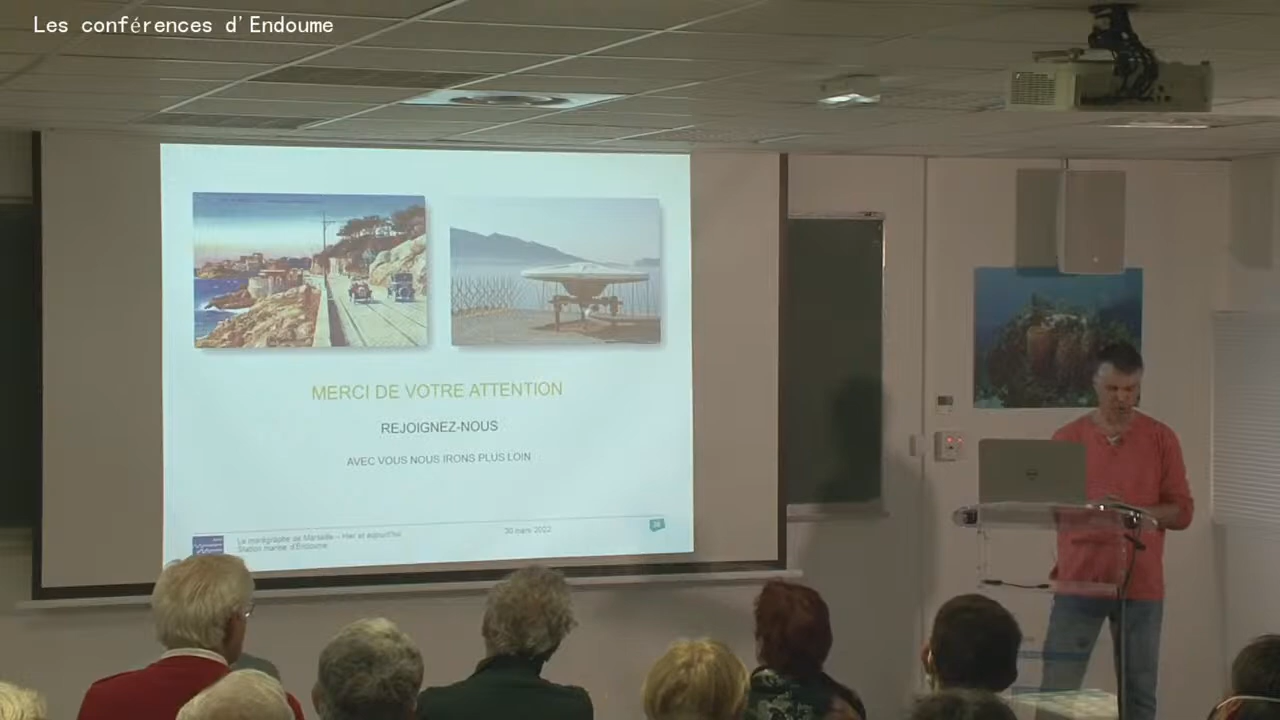 Les conférences d'Endoume
MERCI DE VOTRE ATTENTION
REJOIGNEZ-NOUS
AVEC VOUS NOUS IRONS PLUS LOIN
Le marégraphe de Marseille – Hier et aujourd'hui
Station marine d'Endoume
30 mars 2022